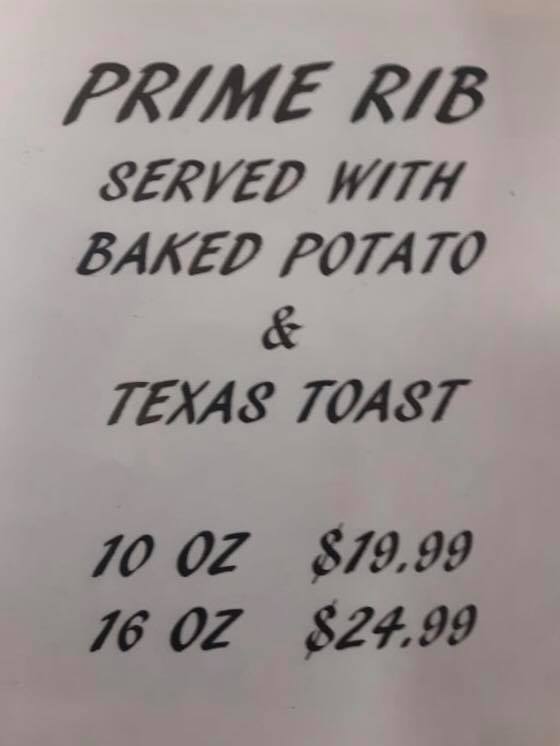 PRIME RIB
SERVED WITH
BAKED POTATO
&
TEXAS TOAST
10 OZ $19.99
16 OZ $24.99